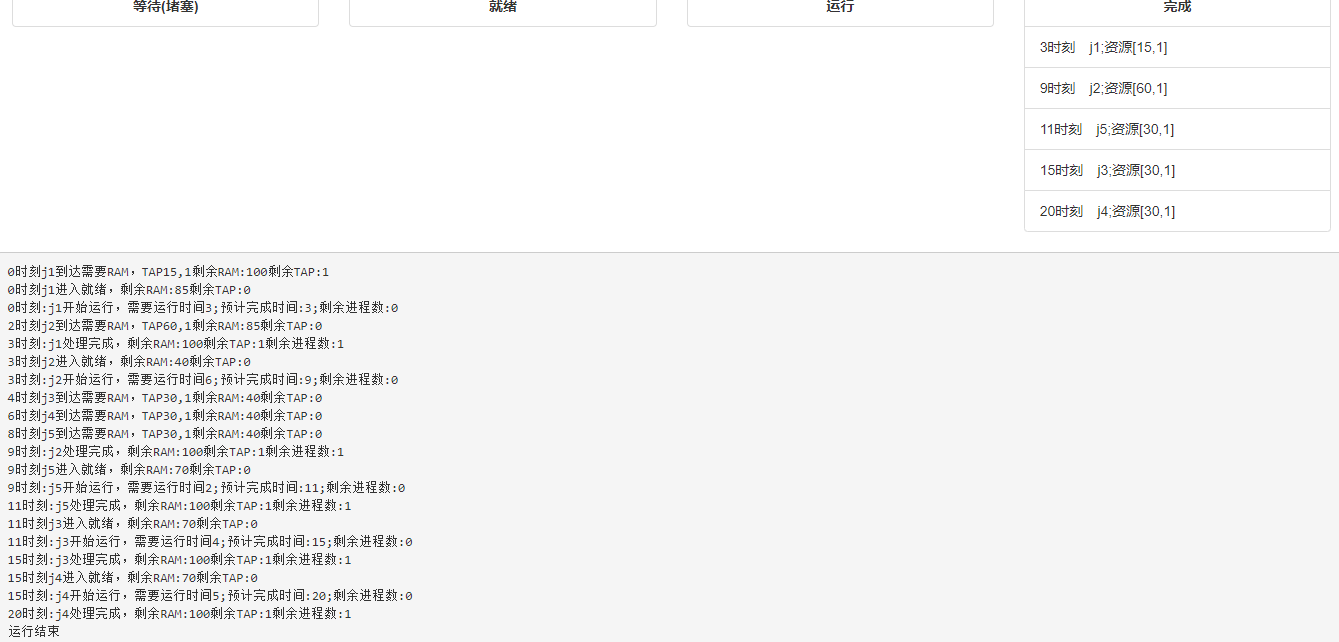 等待(堵塞)
就绪
运行
完成
3时刻 j1;资源[15,1]
9时刻 j2;资源[60,1]
11时刻 j5;资源[30,1]
15时刻 j3;资源[30,1]
20时刻 j4;资源[30,1]
0时刻j1到达需要RAM，TAP15,1剩余RAM:100剩余TAP:1
0时刻j1进入就绪，剩余RAM:85剩余TAP:0
0时刻:j1开始运行，需要运行时间3;预计完成时间:3;剩余进程数:0
2时刻j2到达需要RAM，TAP60,1剩余RAM:85剩余TAP:0
3时刻:j1处理完成，剩余RAM:100剩余TAP:1剩余进程数:1
3时刻j2进入就绪，剩余RAM:40剩余TAP:0
3时刻:j2开始运行，需要运行时间6;预计完成时间:9;剩余进程数:0
4时刻j3到达需要RAM，TAP30,1剩余RAM:40剩余TAP:0
6时刻j4到达需要RAM，TAP30,1剩余RAM:40剩余TAP:0
8时刻j5到达需要RAM，TAP30,1剩余RAM:40剩余TAP:0
9时刻:j2处理完成，剩余RAM:100剩余TAP:1剩余进程数:1
9时刻j5进入就绪，剩余RAM:70剩余TAP:0
9时刻:j5开始运行，需要运行时间2;预计完成时间:11;剩余进程数:0
11时刻:j5处理完成，剩余RAM:100剩余TAP:1剩余进程数:1
11时刻j3进入就绪，剩余RAM:70剩余TAP:0
11时刻:j3开始运行，需要运行时间4;预计完成时间:15;剩余进程数:0
15时刻:j3处理完成，剩余RAM:100剩余TAP:1剩余进程数:1
15时刻j4进入就绪，剩余RAM:70剩余TAP:0
15时刻:j4开始运行，需要运行时间5;预计完成时间:20;剩余进程数:0
20时刻:j4处理完成，剩余RAM:100剩余TAP:1剩余进程数:1
运行结束